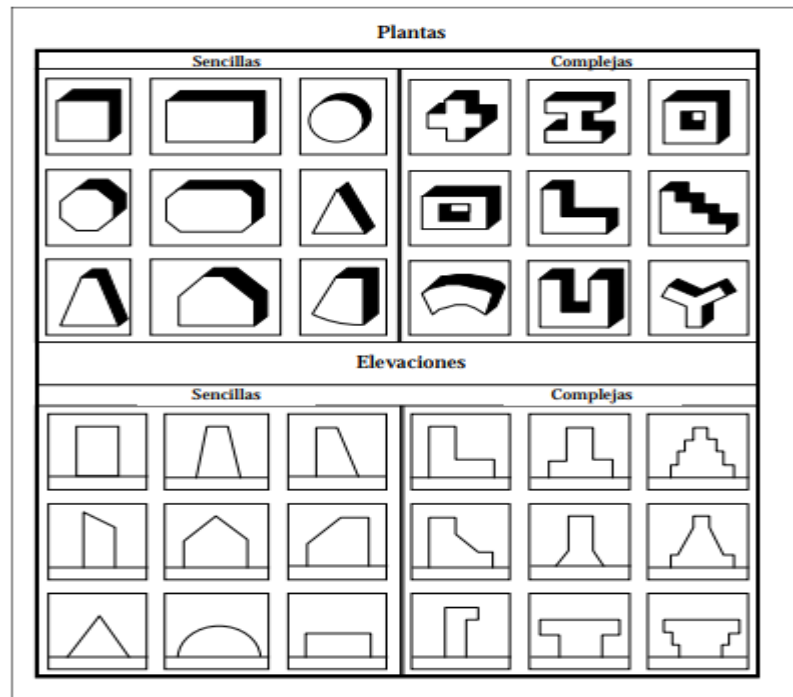 Plantas
Sencillas
Complejas
Elevaciones
Sencillas
Complejas